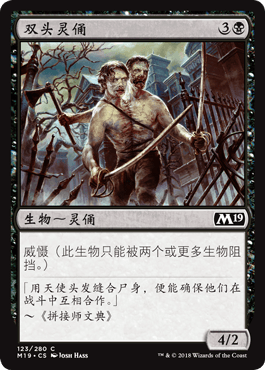 双头灵俑 3
生物～灵俑 M19
威慑（此生物只能被两个或更多生物阻
挡。）
「用天使头发缝合尸身，便能确保他们在
战斗中互相合作。」
～《拼接师文典》
4/2
123/280 C
M19 • CS JOSH HASS
™ & © 2018 Wizards of the Coast